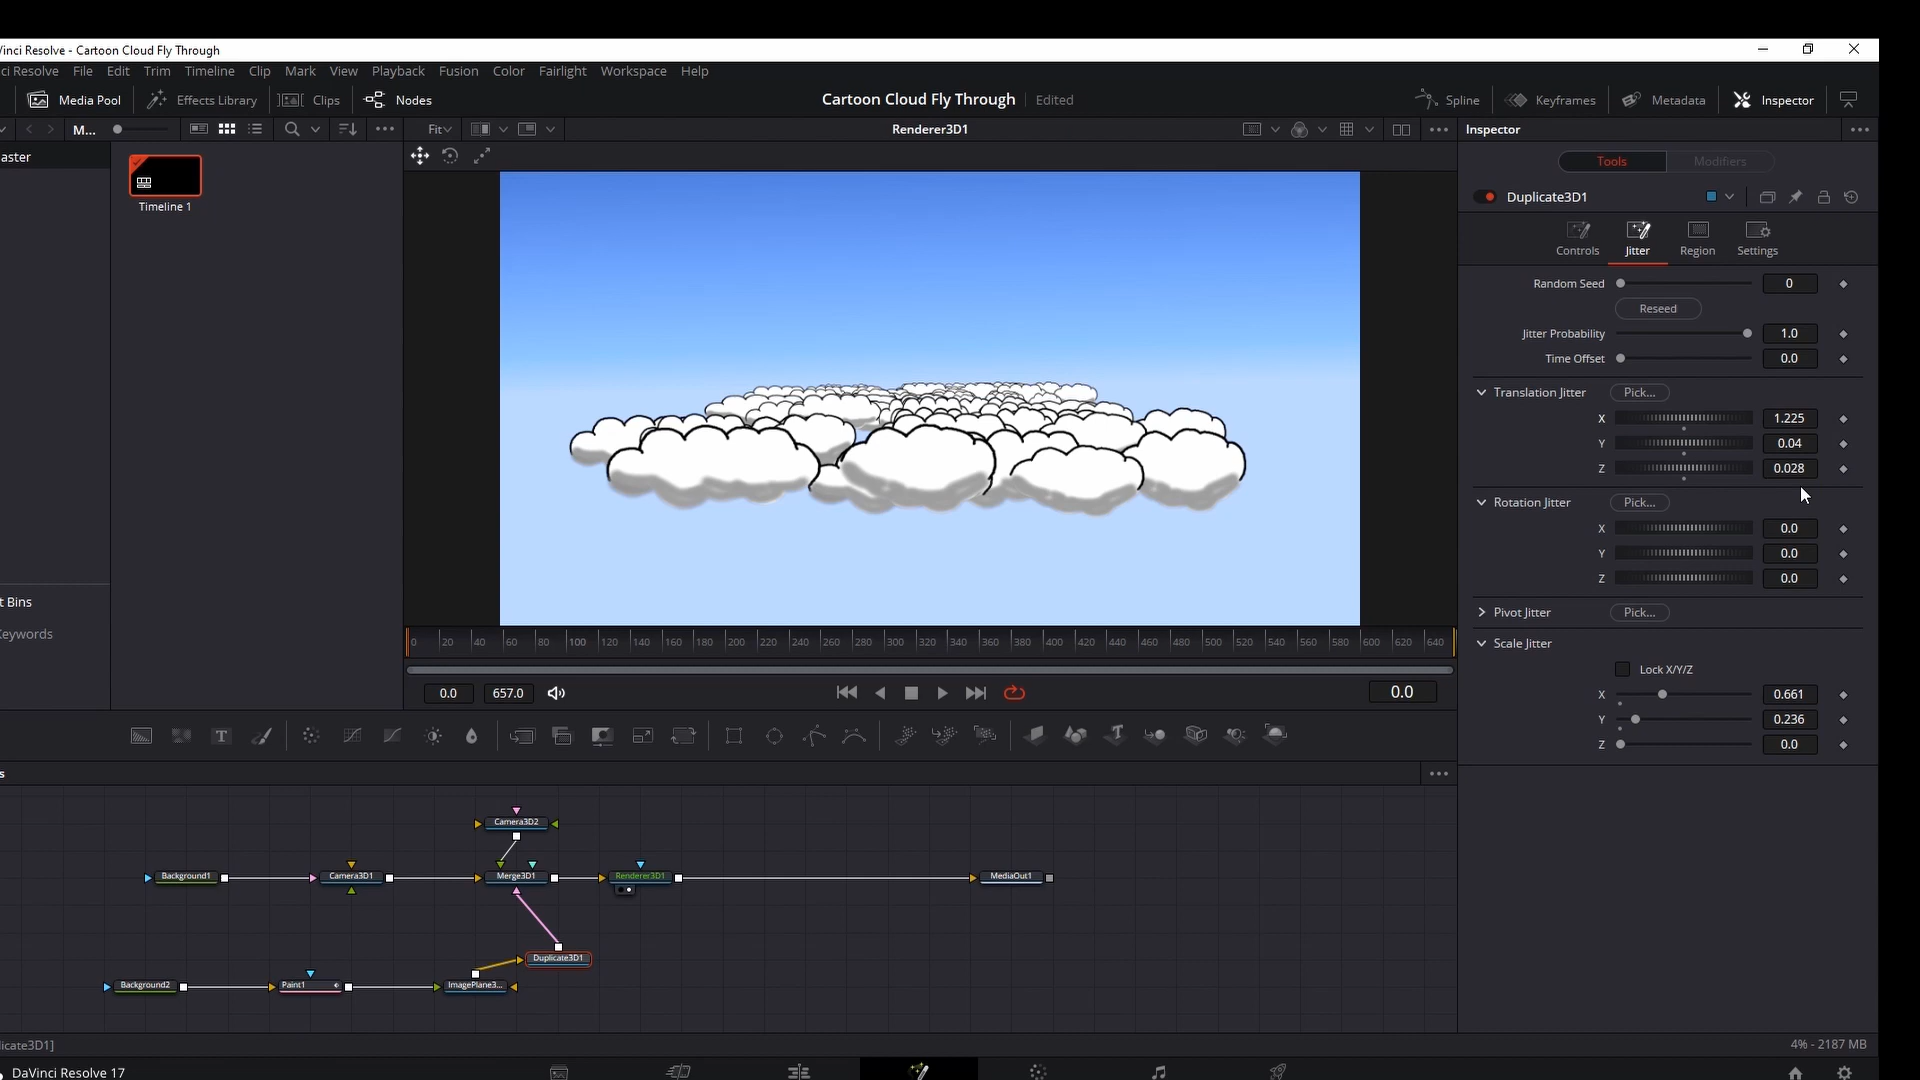 inci Resolve - Cartoon Cloud Fly Through
ci Resolve File Edit Trim Timeline Clip Mark View Playback Fusion Color Fairlight Workspace Help
Media Pool Effects Library Clips Nodes Cartoon Cloud Fly Through Edited Spline Keyframes Metadata Inspector
M... Fit Renderer3D1 Inspector
aster
Timeline 1
Tools Modifiers
Duplicate3D1
Controls Jitter Region Settings
Random Seed 0
Reseed
Jitter Probability 1.0
Time Offset 0.0
Translation Jitter Pick...
X 1.225
Y 0.04
Z 0.028
Rotation Jitter Pick...
X 0.0
Y 0.0
Z 0.0
Pivot Jitter Pick...
Scale Jitter
Lock X/Y/Z
X 0.661
Y 0.236
Z 0.0
t Bins
Keywords
0 20 40 60 80 100 120 140 160 180 200 220 240 260 280 300 320 340 360 380 400 420 440 460 480 500 520 540 560 580 600 620 640
0.0 657.0 0.0
s
Camera3D2
Background1 Camera3D1 Merge3D1 Renderer3D1 MediaOut1
Duplicate3D1
Background2 Paint1 ImagePlane3...
licate3D1] 4% - 2187 MB
DaVinci Resolve 17